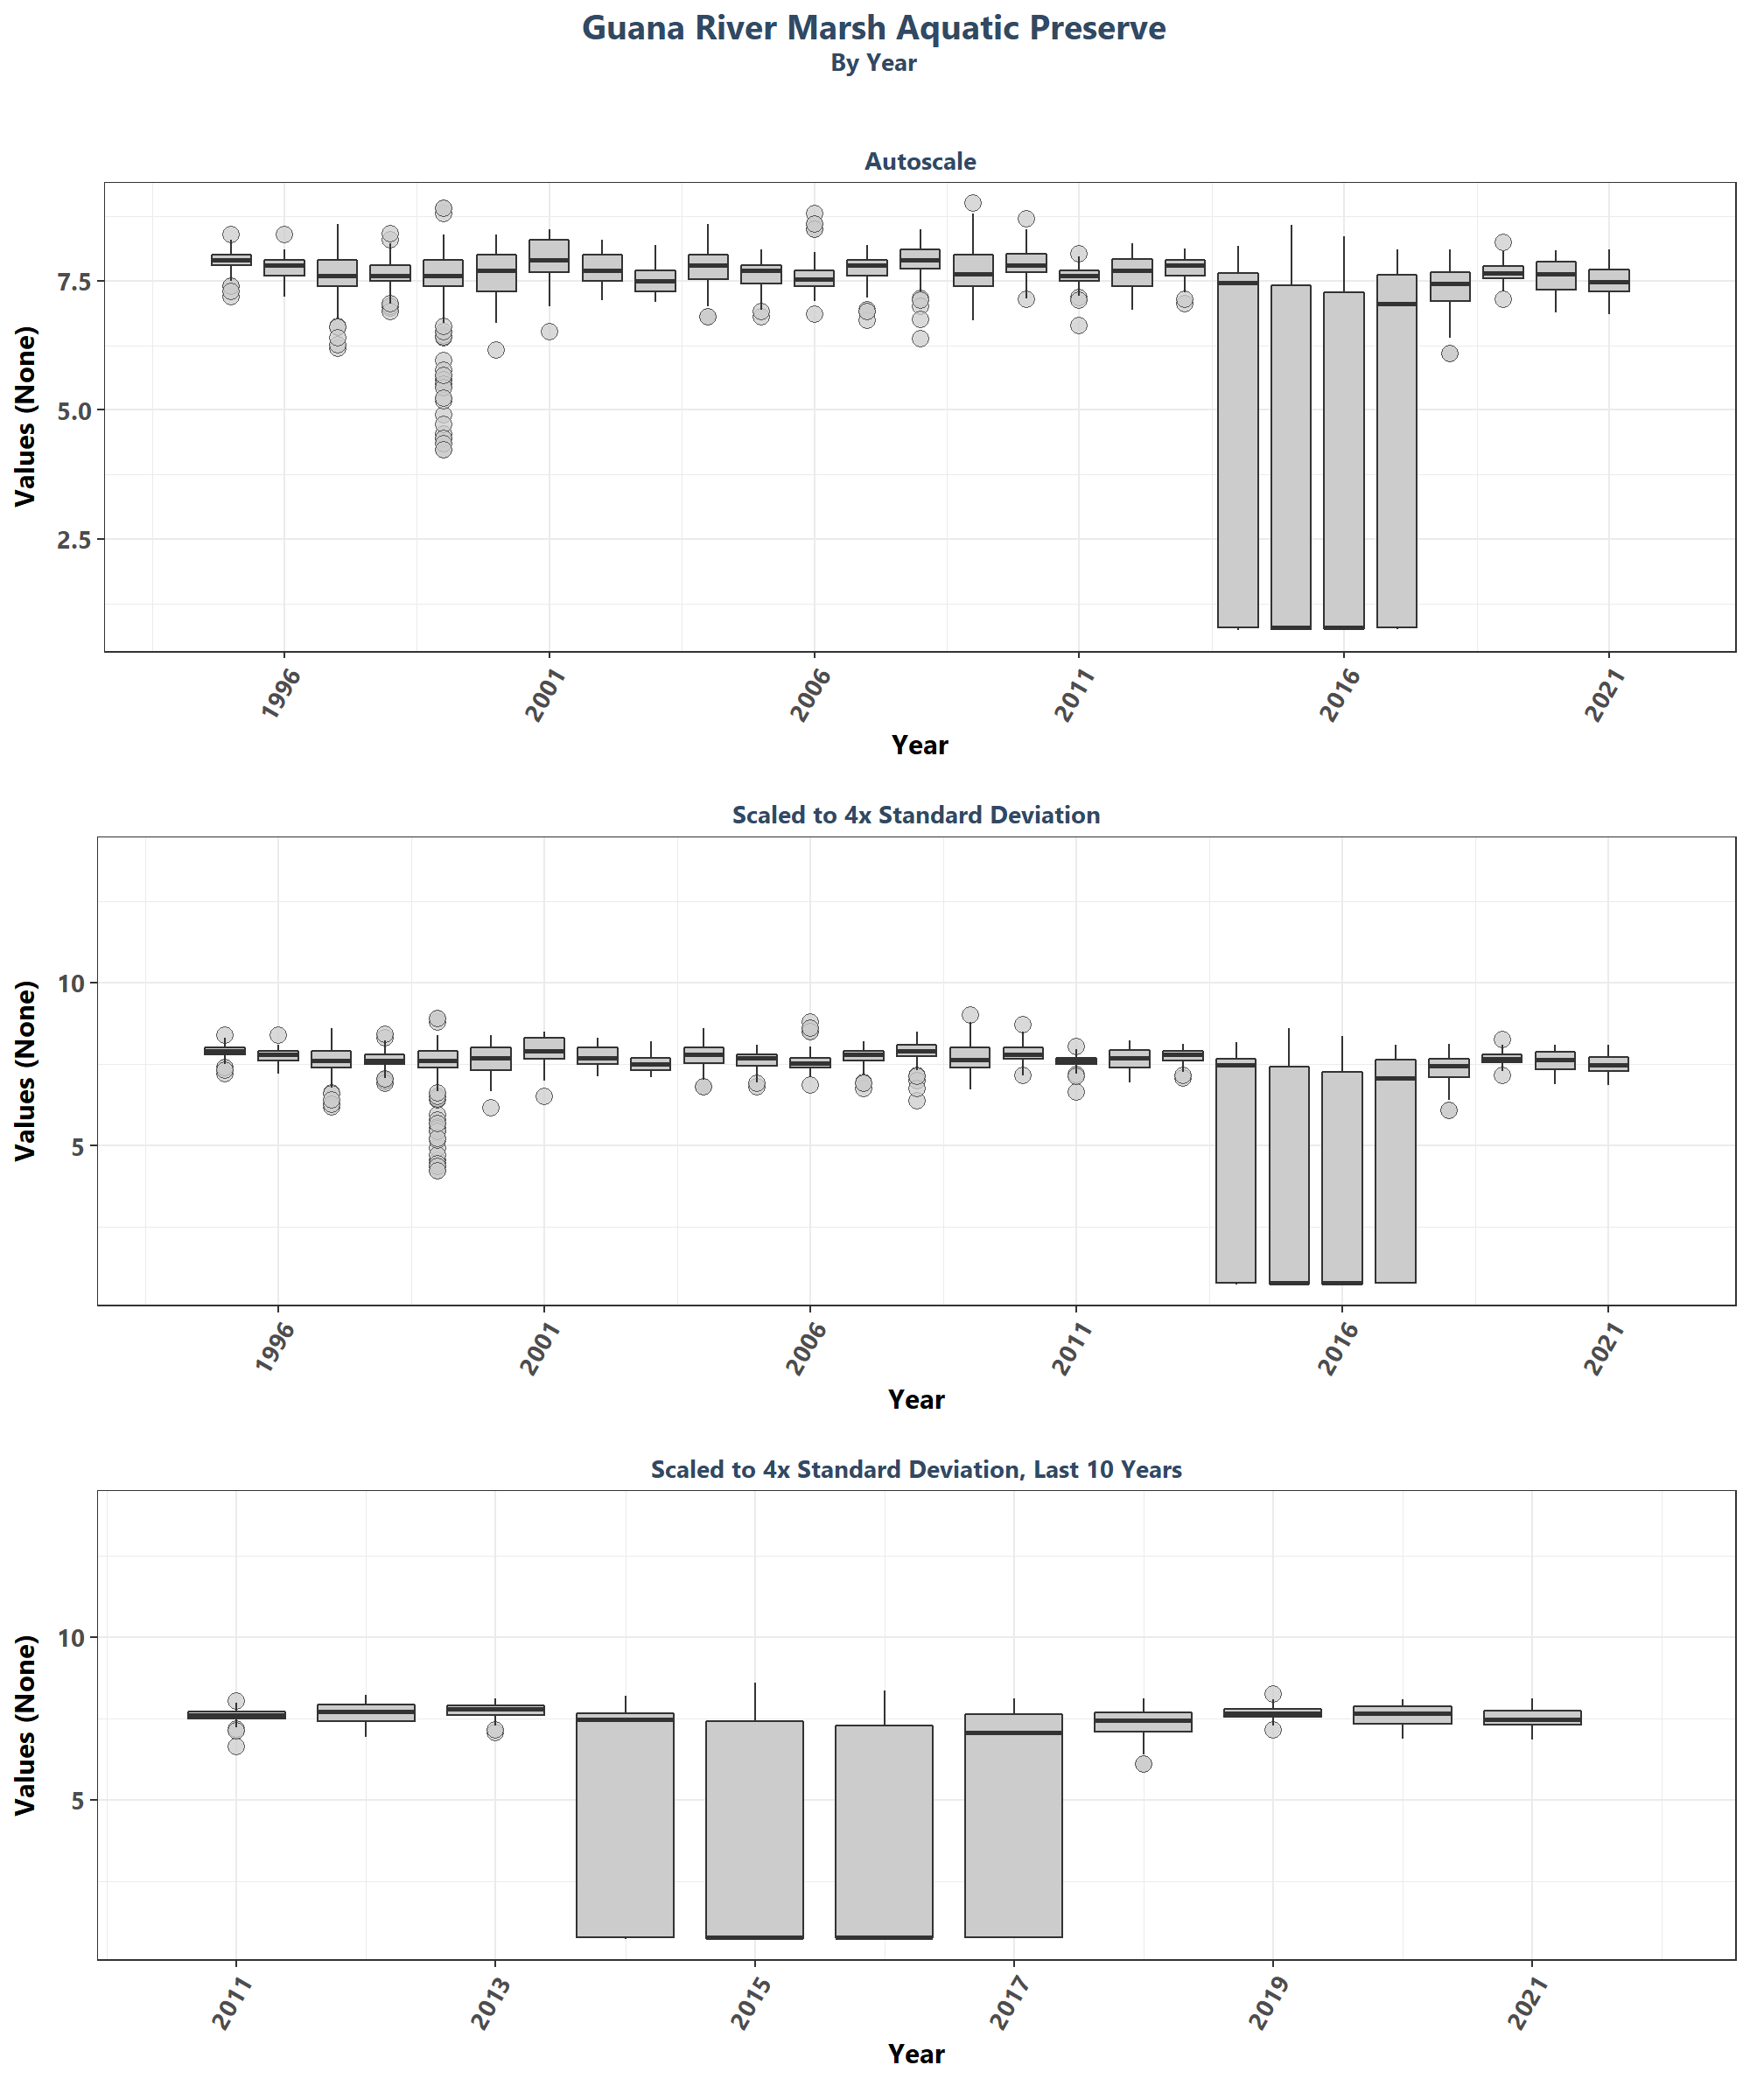 Guana River Marsh Aquatic Preserve
By Year
Autoscale
Values (None)
7.5
5.0
2.5
1996
2001
2006
2011
2016
2021
Year
Scaled to 4x Standard Deviation
Values (None)
10
5
1996
2001
2006
2011
2016
2021
Year
Scaled to 4x Standard Deviation, Last 10 Years
Values (None)
10
5
2011
2013
2015
2017
2019
2021
Year